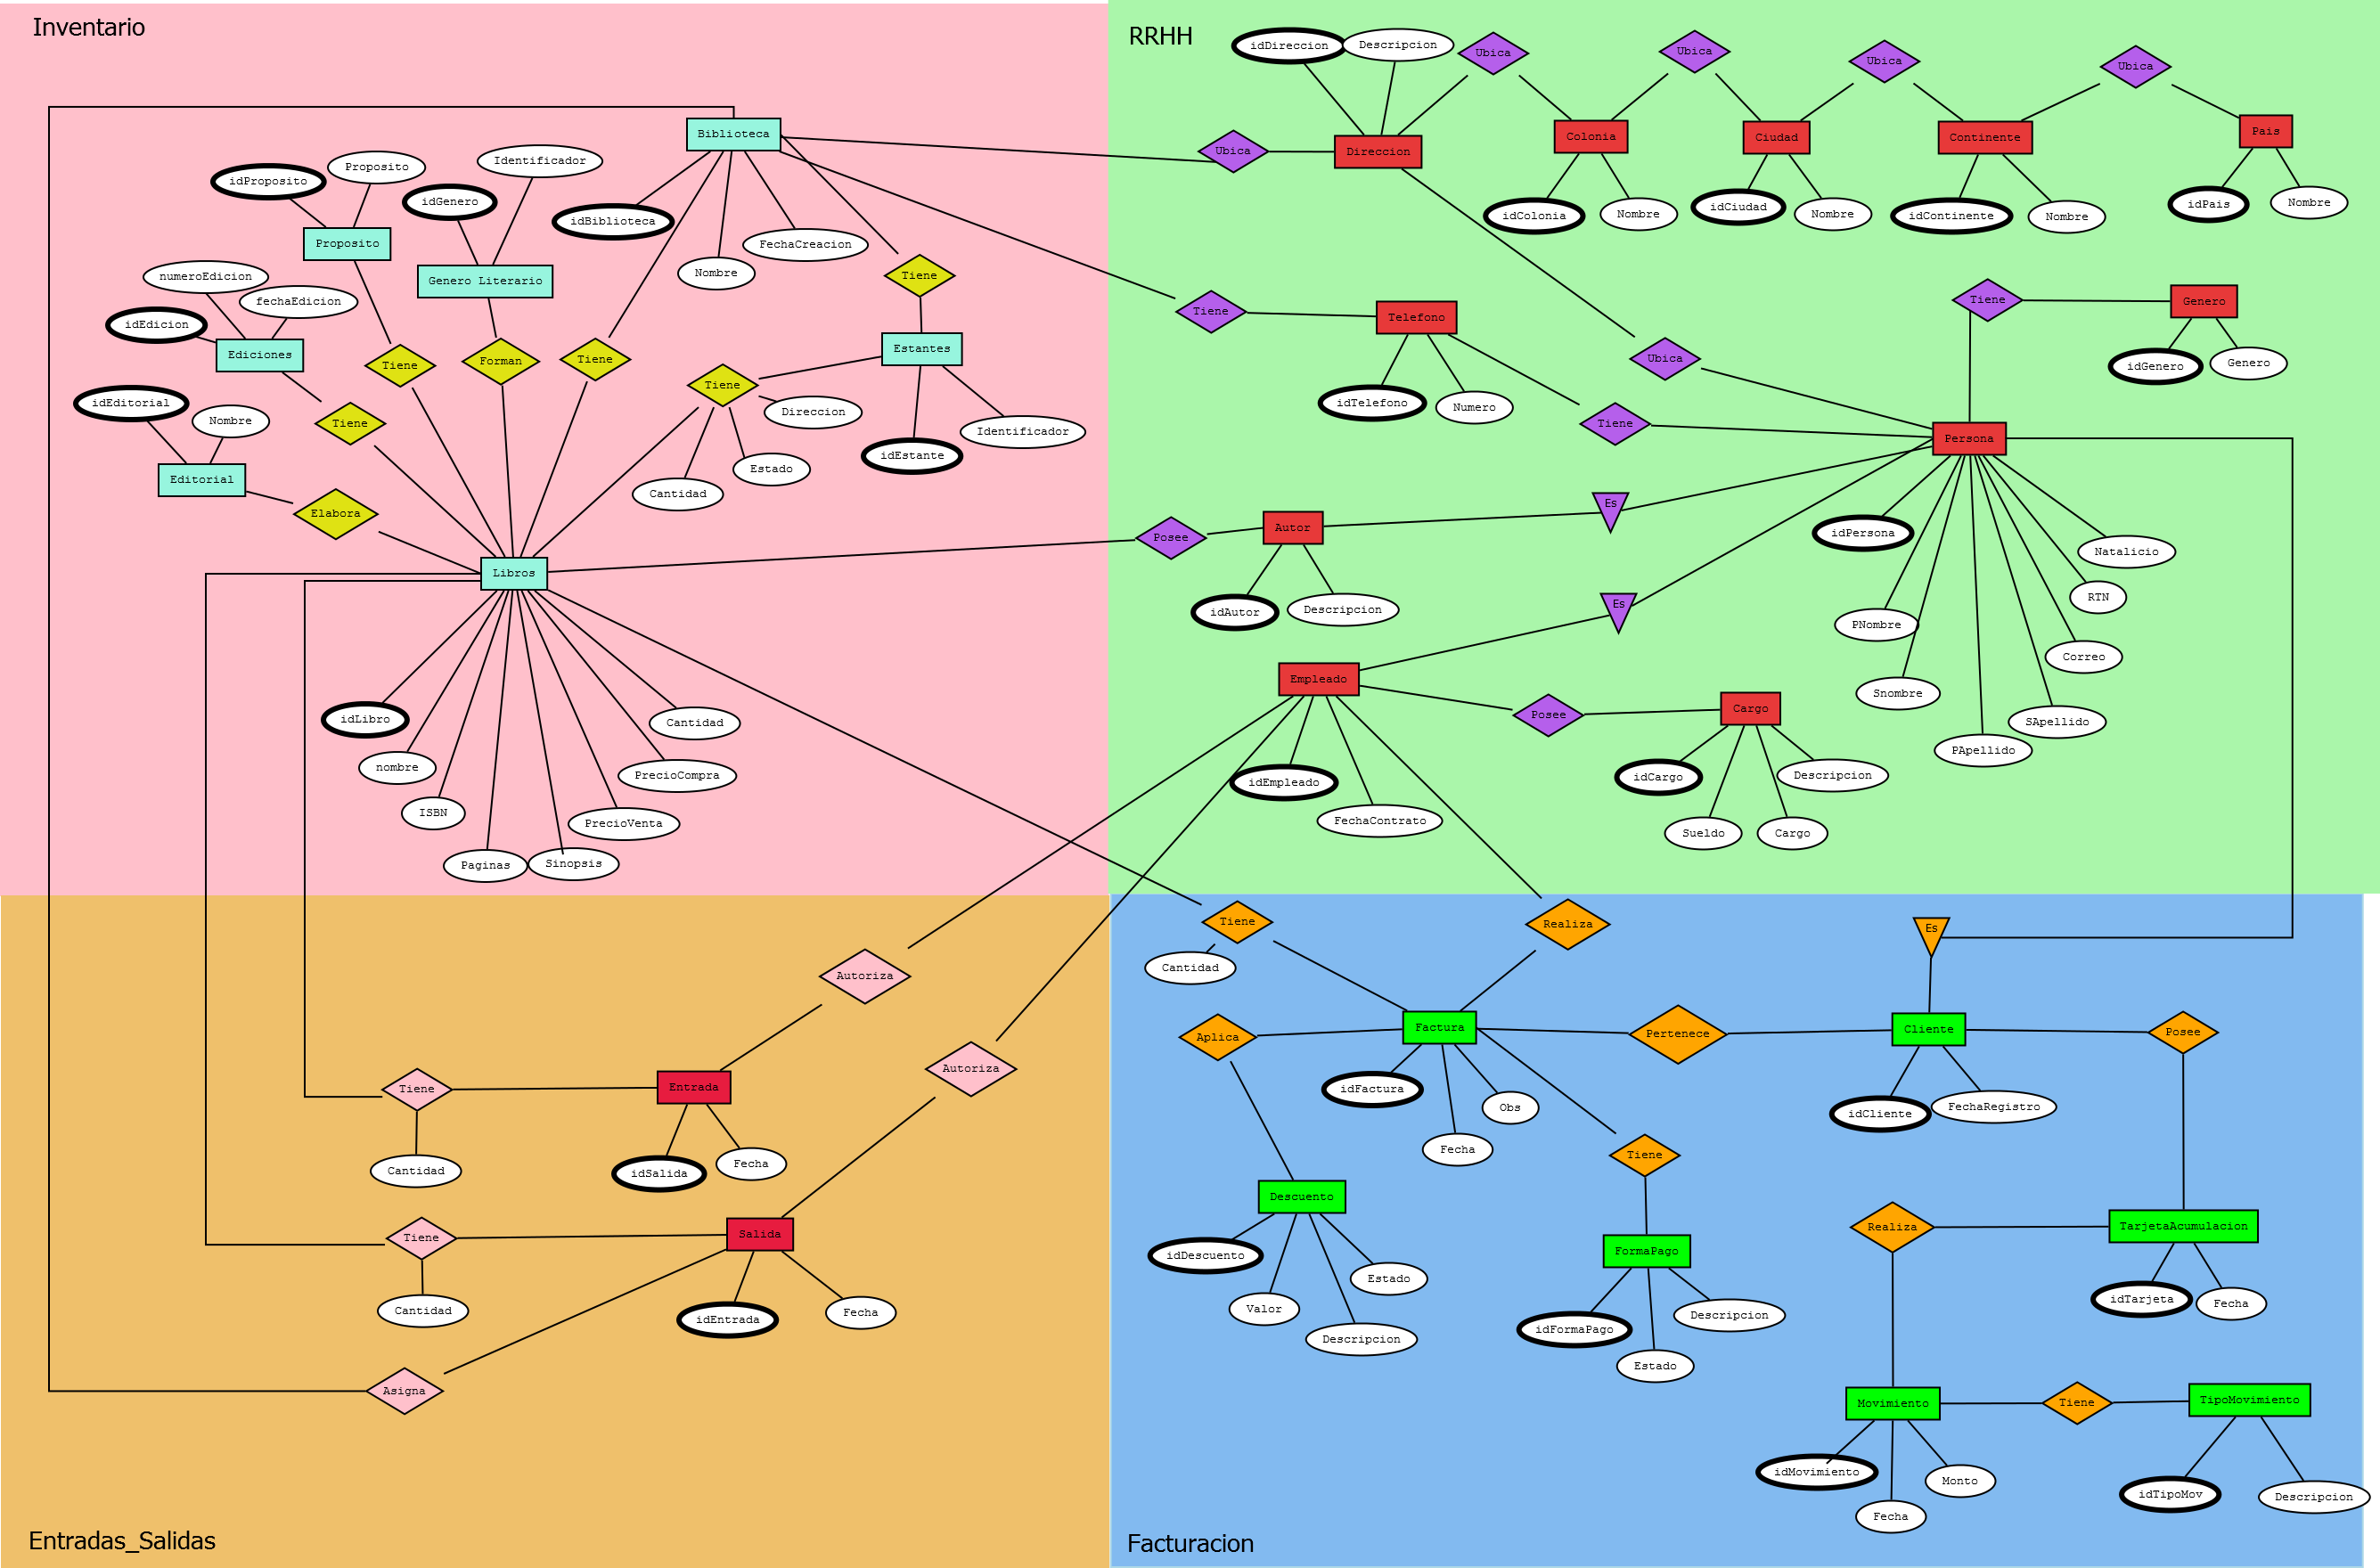 Inventario
Biblioteca
Identificador
Proposito
idProposito
idGenero
idBiblioteca
Proposito
FechaCreacion
Nombre
numeroEdicion
Genero Literario
Tiene
fechaEdicion
idEdicion
Ediciones
Tiene
Forman
Tiene
Estantes
Tiene
idEditorial
Nombre
Direccion
Tiene
Identificador
idEstante
Estado
Editorial
Cantidad
Elabora
Libros
idLibro
Cantidad
nombre
PrecioCompra
ISBN
PrecioVenta
Paginas
Sinopsis
RRHH
idDireccion
Descripcion
Ubica
Ubica
Ubica
Ubica
Ubica
Direccion
Colonia
Ciudad
Continente
Pais
idColonia
Nombre
idCiudad
Nombre
idContinente
Nombre
idPais
Nombre
Tiene
Telefono
Tiene
Genero
Ubica
idGenero
Genero
idTelefono
Numero
Tiene
Persona
Es
Autor
Posee
idPersona
Natalicio
idAutor
Descripcion
Es
RTN
PNombre
Correo
Empleado
Snombre
Posee
Cargo
SApellido
PApellido
idEmpleado
idCargo
Descripcion
FechaContrato
Sueldo
Cargo
Autoriza
Autoriza
Tiene
Entrada
Cantidad
idSalida
Fecha
Tiene
Salida
Cantidad
idEntrada
Fecha
Asigna
Entradas_Salidas
Tiene
Realiza
Es
Cantidad
Aplica
Factura
Pertenece
Cliente
Posee
idFactura
Obs
idCliente
FechaRegistro
Fecha
Tiene
Descuento
Realiza
TarjetaAcumulacion
idDescuento
Estado
FormaPago
Valor
Descripcion
idTarjeta
Fecha
idFormaPago
Descripcion
Estado
Movimiento
Tiene
TipoMovimiento
idMovimiento
Monto
idTipoMov
Descripcion
Fecha
Facturacion